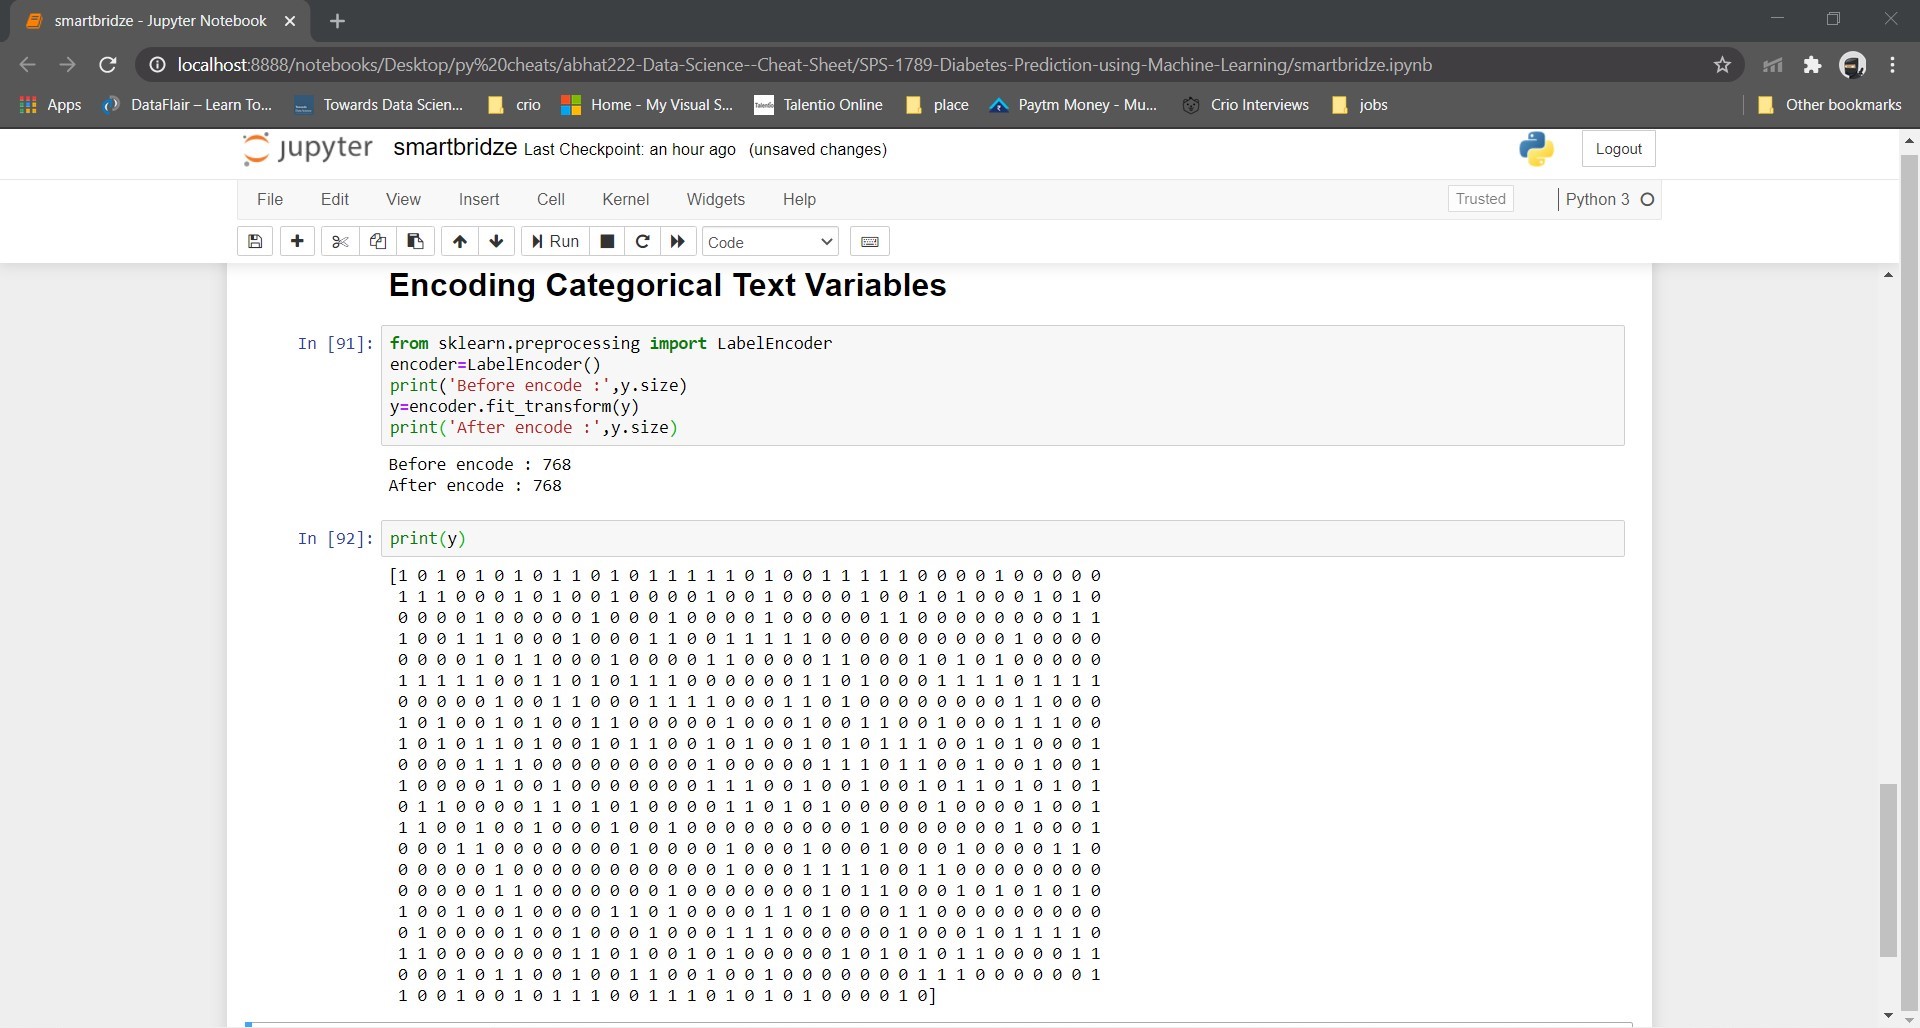 smartbridze - Jupyter Notebook
localhost:8888/notebooks/Desktop/py%20cheats/abhat222-Data-Science--Cheat-Sheet/SPS-1789-Diabetes-Prediction-using-Machine-Learning/smartbridze.ipynb
Apps DataFlair – Learn To... Towards Data Scien... crio Home - My Visual S... Talentio Online place Paytm Money - Mu... Crio Interviews jobs Other bookmarks
jupyter smartbridze Last Checkpoint: an hour ago (unsaved changes) Logout
File Edit View Insert Cell Kernel Widgets Help Trusted Python 3
Run Code
Encoding Categorical Text Variables
In [91]: from sklearn.preprocessing import LabelEncoder
encoder=LabelEncoder()
print('Before encode :',y.size)
y=encoder.fit_transform(y)
print('After encode :',y.size)
Before encode : 768
After encode : 768
In [92]: print(y)
[1 0 1 0 1 0 1 0 1 1 0 1 0 1 1 1 1 1 0 1 0 0 1 1 1 1 1 0 0 0 0 1 0 0 0 0 0
1 1 1 0 0 0 1 0 1 0 0 1 0 0 0 0 1 0 0 1 0 0 0 0 1 0 0 1 0 1 0 0 0 1 0 1 0
0 0 0 0 1 0 0 0 0 0 1 0 0 0 1 0 0 0 0 1 0 0 0 0 0 1 1 0 0 0 0 0 0 0 0 1 1
1 0 0 1 1 1 0 0 0 1 0 0 0 1 1 0 0 1 1 1 1 1 0 0 0 0 0 0 0 0 0 0 1 0 0 0 0
0 0 0 0 1 0 1 1 0 0 0 1 0 0 0 0 1 1 0 0 0 0 1 1 0 0 0 1 0 1 0 1 0 0 0 0 0
1 1 1 1 1 0 0 1 1 0 1 0 1 1 1 0 0 0 0 0 0 1 1 0 1 0 0 0 1 1 1 1 0 1 1 1 1
0 0 0 0 0 1 0 0 1 1 0 0 0 1 1 1 1 0 0 0 1 1 0 1 0 0 0 0 0 0 0 0 1 1 0 0 0
1 0 1 0 0 1 0 1 0 0 1 1 0 0 0 0 0 1 0 0 0 1 0 0 1 1 0 0 1 0 0 0 1 1 1 0 0
1 0 1 0 1 1 0 1 0 0 1 0 1 1 0 0 1 0 1 0 0 1 0 1 0 1 1 1 0 0 1 0 1 0 0 0 1
0 0 0 0 1 1 1 0 0 0 0 0 0 0 0 0 1 0 0 0 0 0 1 1 1 0 1 1 0 0 1 0 0 1 0 0 1
1 0 0 0 0 1 0 0 1 0 0 0 0 0 0 0 1 1 1 0 0 1 0 0 1 0 0 1 0 1 1 0 1 0 1 0 1
0 1 1 0 0 0 0 1 1 0 1 0 1 0 0 0 0 1 1 0 1 0 1 0 0 0 0 0 1 0 0 0 0 1 0 0 1
1 1 0 0 1 0 0 1 0 0 0 1 0 0 1 0 0 0 0 0 0 0 0 0 1 0 0 0 0 0 0 0 1 0 0 0 1
0 0 0 1 1 0 0 0 0 0 0 0 1 0 0 0 0 1 0 0 0 1 0 0 0 1 0 0 0 1 0 0 0 0 1 1 0
0 0 0 0 0 1 0 0 0 0 0 0 0 0 0 0 0 1 0 0 0 1 1 1 1 0 0 1 1 0 0 0 0 0 0 0 0
0 0 0 0 0 1 1 0 0 0 0 0 0 0 1 0 0 0 0 0 0 0 1 0 1 1 0 0 0 1 0 1 0 1 0 1 0
1 0 0 1 0 0 1 0 0 0 0 1 1 0 1 0 0 0 0 1 1 0 1 0 0 0 1 1 0 0 0 0 0 0 0 0 0
0 1 0 0 0 0 1 0 0 1 0 0 0 1 0 0 0 1 1 1 0 0 0 0 0 0 1 0 0 0 1 0 1 1 1 1 0
1 1 0 0 0 0 0 0 0 1 1 0 1 0 0 1 0 1 0 0 0 0 0 1 0 1 0 1 0 1 1 0 0 0 0 1 1
0 0 0 1 0 1 1 0 0 1 0 0 1 1 0 0 1 0 0 1 0 0 0 0 0 0 0 1 1 1 0 0 0 0 0 0 1
1 0 0 1 0 0 1 0 1 1 1 0 0 1 1 1 0 1 0 1 0 1 0 0 0 0 1 0]